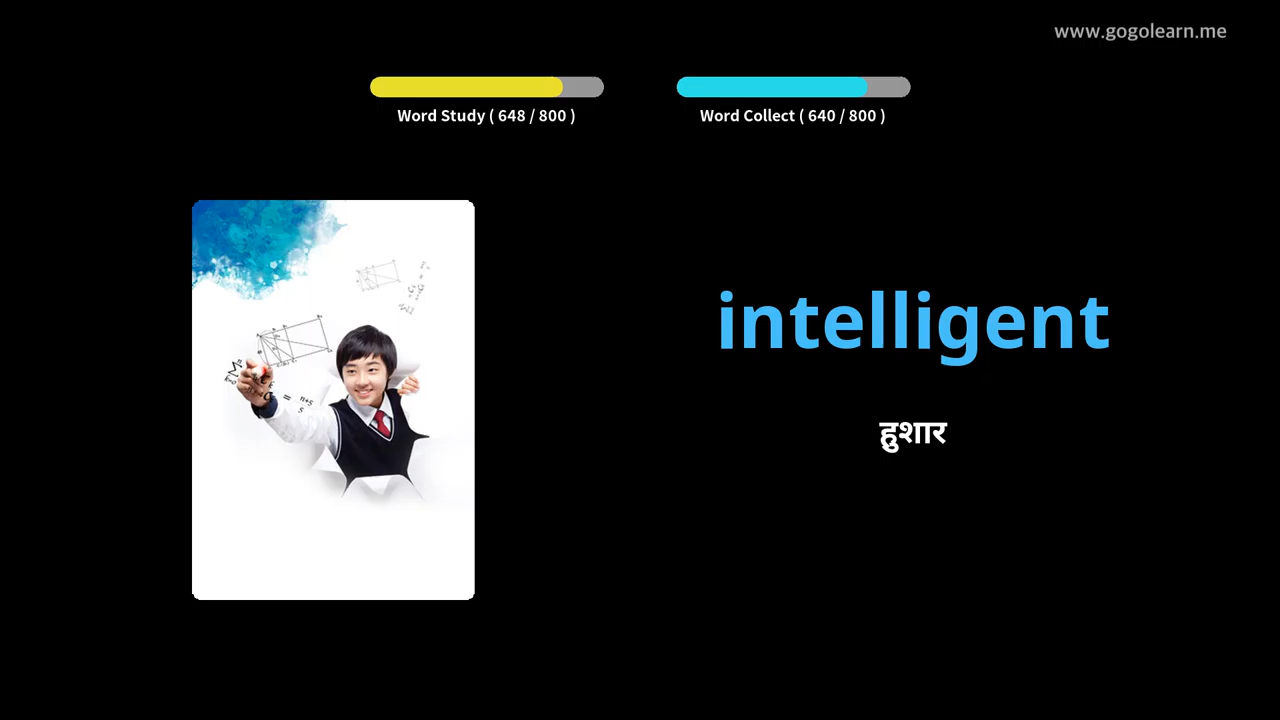 www.gogolearn.me
Word Study ( 648 / 800 )
Word Collect ( 640 / 800 )
intelligent
हुशार